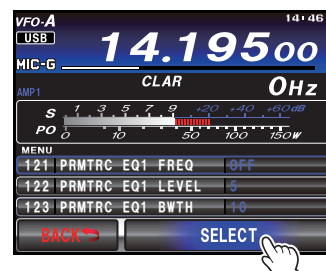 VFO-A 14:46
USB
14.19500
MIC-G
CLAR 0Hz
AMP1
S 1 3 5 7 9 +20 +40 +60dB
PO 0 10 50 100 150W
MENU
121 PRMTRC EQ1 FREQ OFF
122 PRMTRC EQ1 LEVEL 5
123 PRMTRC EQ1 BWTH 10
BACK SELECT